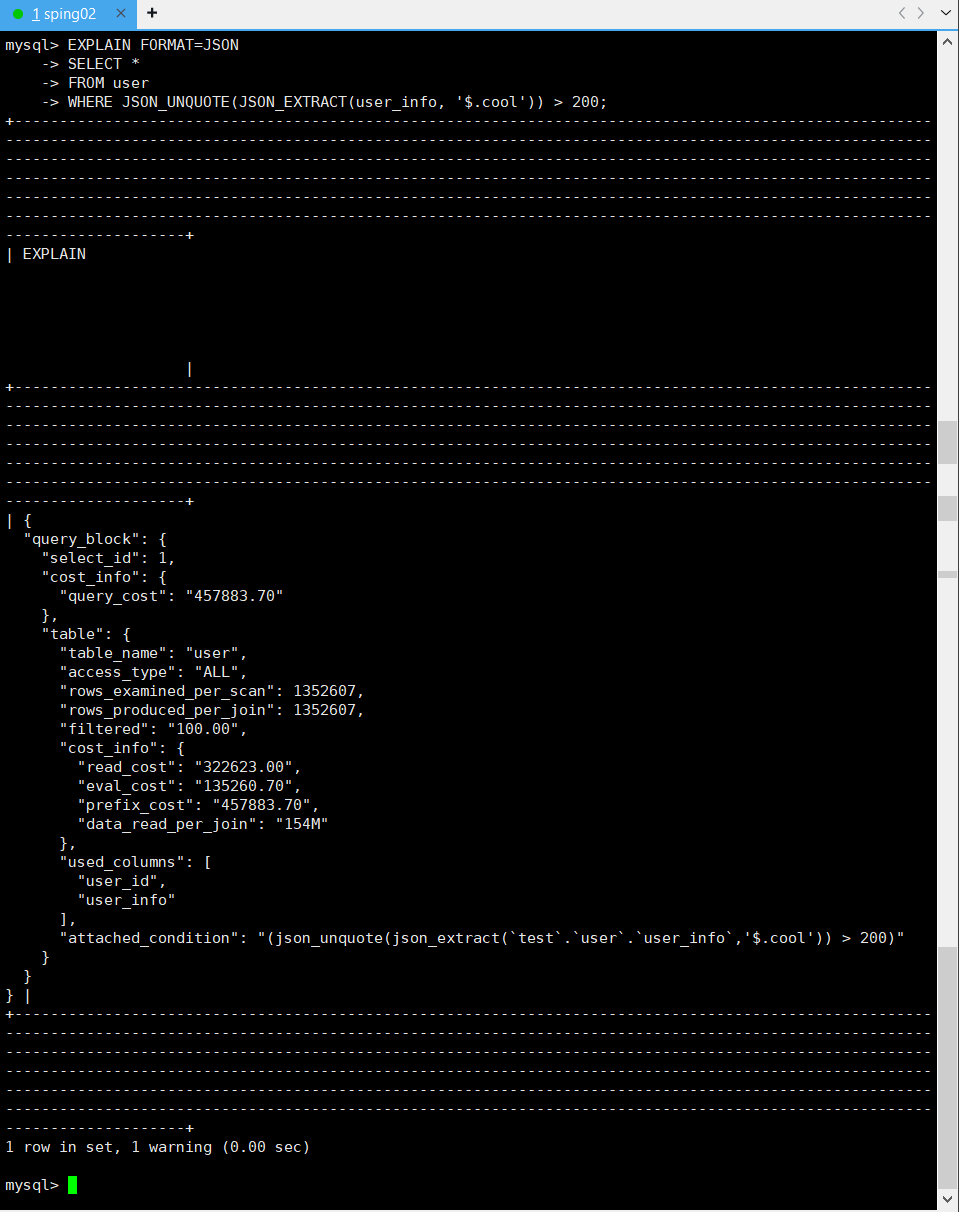 1 sping02 × +
mysql> EXPLAIN FORMAT=JSON
    -> SELECT *
    -> FROM user
    -> WHERE JSON_UNQUOTE(JSON_EXTRACT(user_info, '$.cool')) > 200;
+------------------------------------------------------------------------------------------------------
-------------------------------------------------------------------------------------------------------
-------------------------------------------------------------------------------------------------------
-------------------------------------------------------------------------------------------------------
-------------------------------------------------------------------------------------------------------
-------------------------------------------------------------------------------------------------------
--------------------+
| EXPLAIN
                    |
+------------------------------------------------------------------------------------------------------
-------------------------------------------------------------------------------------------------------
-------------------------------------------------------------------------------------------------------
-------------------------------------------------------------------------------------------------------
-------------------------------------------------------------------------------------------------------
-------------------------------------------------------------------------------------------------------
--------------------+
| {
  "query_block": {
    "select_id": 1,
    "cost_info": {
      "query_cost": "457883.70"
    },
    "table": {
      "table_name": "user",
      "access_type": "ALL",
      "rows_examined_per_scan": 1352607,
      "rows_produced_per_join": 1352607,
      "filtered": "100.00",
      "cost_info": {
        "read_cost": "322623.00",
        "eval_cost": "135260.70",
        "prefix_cost": "457883.70",
        "data_read_per_join": "154M"
      },
      "used_columns": [
        "user_id",
        "user_info"
      ],
      "attached_condition": "(json_unquote(json_extract(`test`.`user`.`user_info`,'$.cool')) > 200)"
    }
  }
} |
+------------------------------------------------------------------------------------------------------
-------------------------------------------------------------------------------------------------------
-------------------------------------------------------------------------------------------------------
-------------------------------------------------------------------------------------------------------
-------------------------------------------------------------------------------------------------------
-------------------------------------------------------------------------------------------------------
--------------------+
1 row in set, 1 warning (0.00 sec)
mysql>